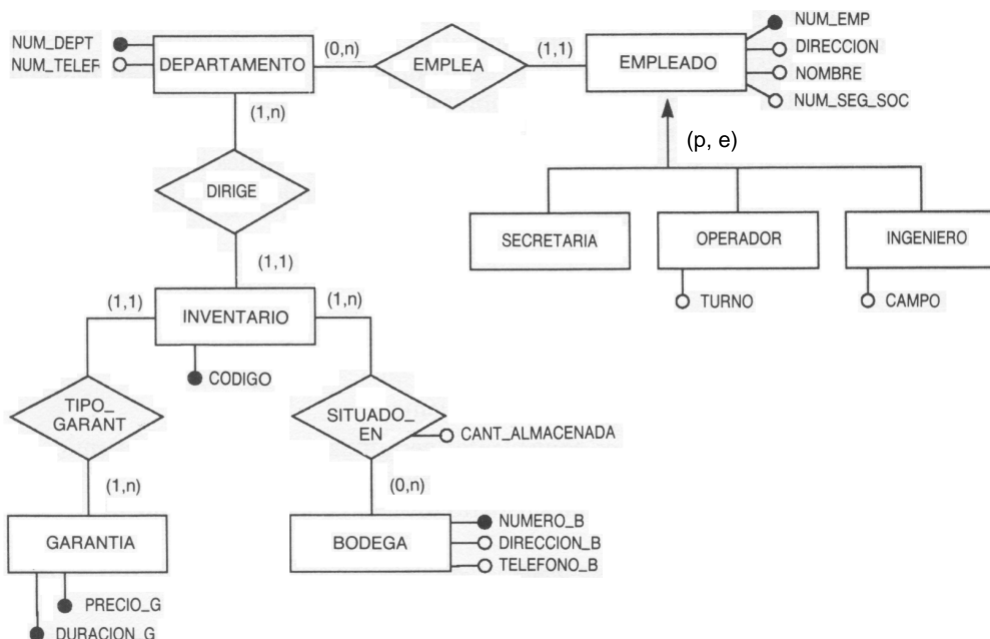 NUM_DEPT
NUM_TELEF
DEPARTAMENTO
(0,n)
EMPLEA
(1,1)
EMPLEADO
NUM_EMP
DIRECCION
NOMBRE
NUM_SEG_SOC
(1,n)
(p, e)
DIRIGE
SECRETARIA
OPERADOR
INGENIERO
(1,1)
TURNO
CAMPO
(1,1)
INVENTARIO
(1,n)
CODIGO
TIPO_
GARANT
SITUADO_
EN
CANT_ALMACENADA
(1,n)
(0,n)
GARANTIA
BODEGA
NUMERO_B
DIRECCION_B
TELEFONO_B
PRECIO_G
DURACION_G